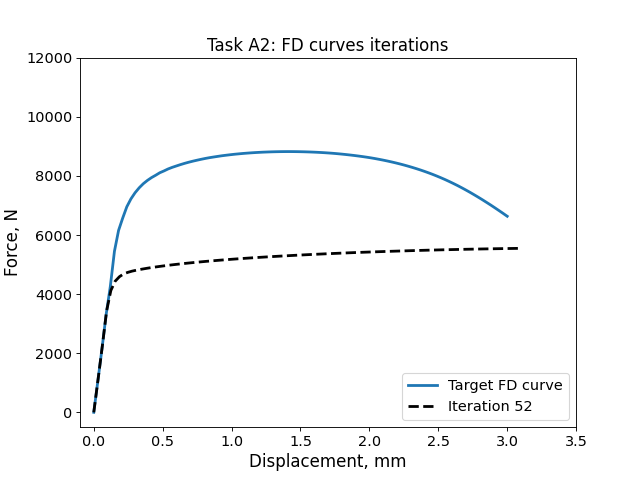 Task A2: FD curves iterations
12000
10000
8000
6000
4000
2000
0
Force, N
0.0 0.5 1.0 1.5 2.0 2.5 3.0 3.5
Displacement, mm
Target FD curve
Iteration 52